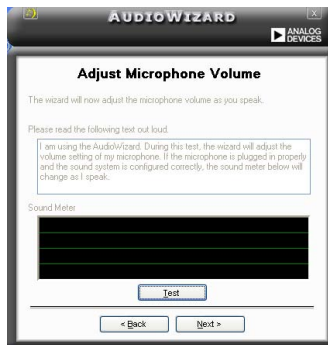 AUDIOWIZARD
ANALOG
DEVICES
Adjust Microphone Volume
The wizard will now adjust the microphone volume as you speak.
Please read the following text out loud.
I am using the AudioWizard. During this test, the wizard will adjust the
volume setting of my microphone. If the microphone is plugged in properly
and the sound system is configured correctly, the sound meter below will
change as I speak.
Sound Meter
Test
< Back
Next >